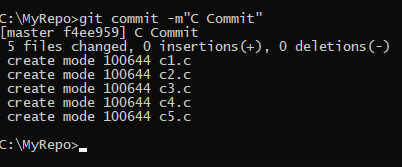 C:\MyRepo>git commit -m"C Commit"
[master f4ee959] C Commit
 5 files changed, 0 insertions(+), 0 deletions(-)
 create mode 100644 c1.c
 create mode 100644 c2.c
 create mode 100644 c3.c
 create mode 100644 c4.c
 create mode 100644 c5.c
C:\MyRepo>